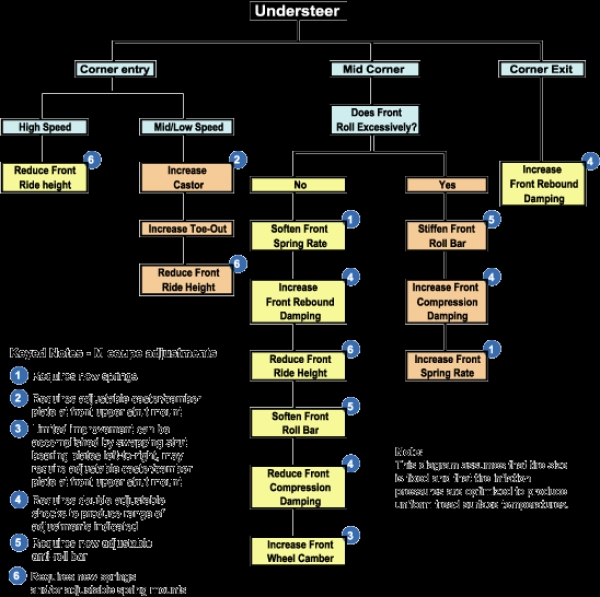 Understeer
Corner entry
Mid Corner
Corner Exit
High Speed
Mid/Low Speed
Does Front
Roll Excessively?
6
Reduce Front
Ride height
2
Increase
Castor
Increase Toe-Out
6
Reduce Front
Ride Height
No
Yes
1
Soften Front
Spring Rate
4
Increase
Front Rebound
Damping
6
Reduce Front
Ride Height
5
Soften Front
Roll Bar
4
Reduce Front
Compression
Damping
3
Increase Front
Wheel Camber
5
Stiffen Front
Roll Bar
4
Increase Front
Compression
Damping
1
Increase Front
Spring Rate
4
Increase
Front Rebound
Damping
Keyed Notes - M coupe adjustments
1 Requires new springs
2 Requires adjustable caster/camber
plate at front upper strut mount
3 Limited improvement can be
accomplished by swapping strut
bearing plates left-to-right, may
require adjustable caster/camber
plate at front upper strut mount
4 Requires double adjustable
shocks to produce range of
adjustments indicated
5 Requires new adjustable
anti-roll bar
6 Requires new springs
and/or adjustable spring mounts
Note:
This diagram assumes that tire size
is fixed and that tire inflation
pressures are optimized to produce
uniform tread surface temperatures.